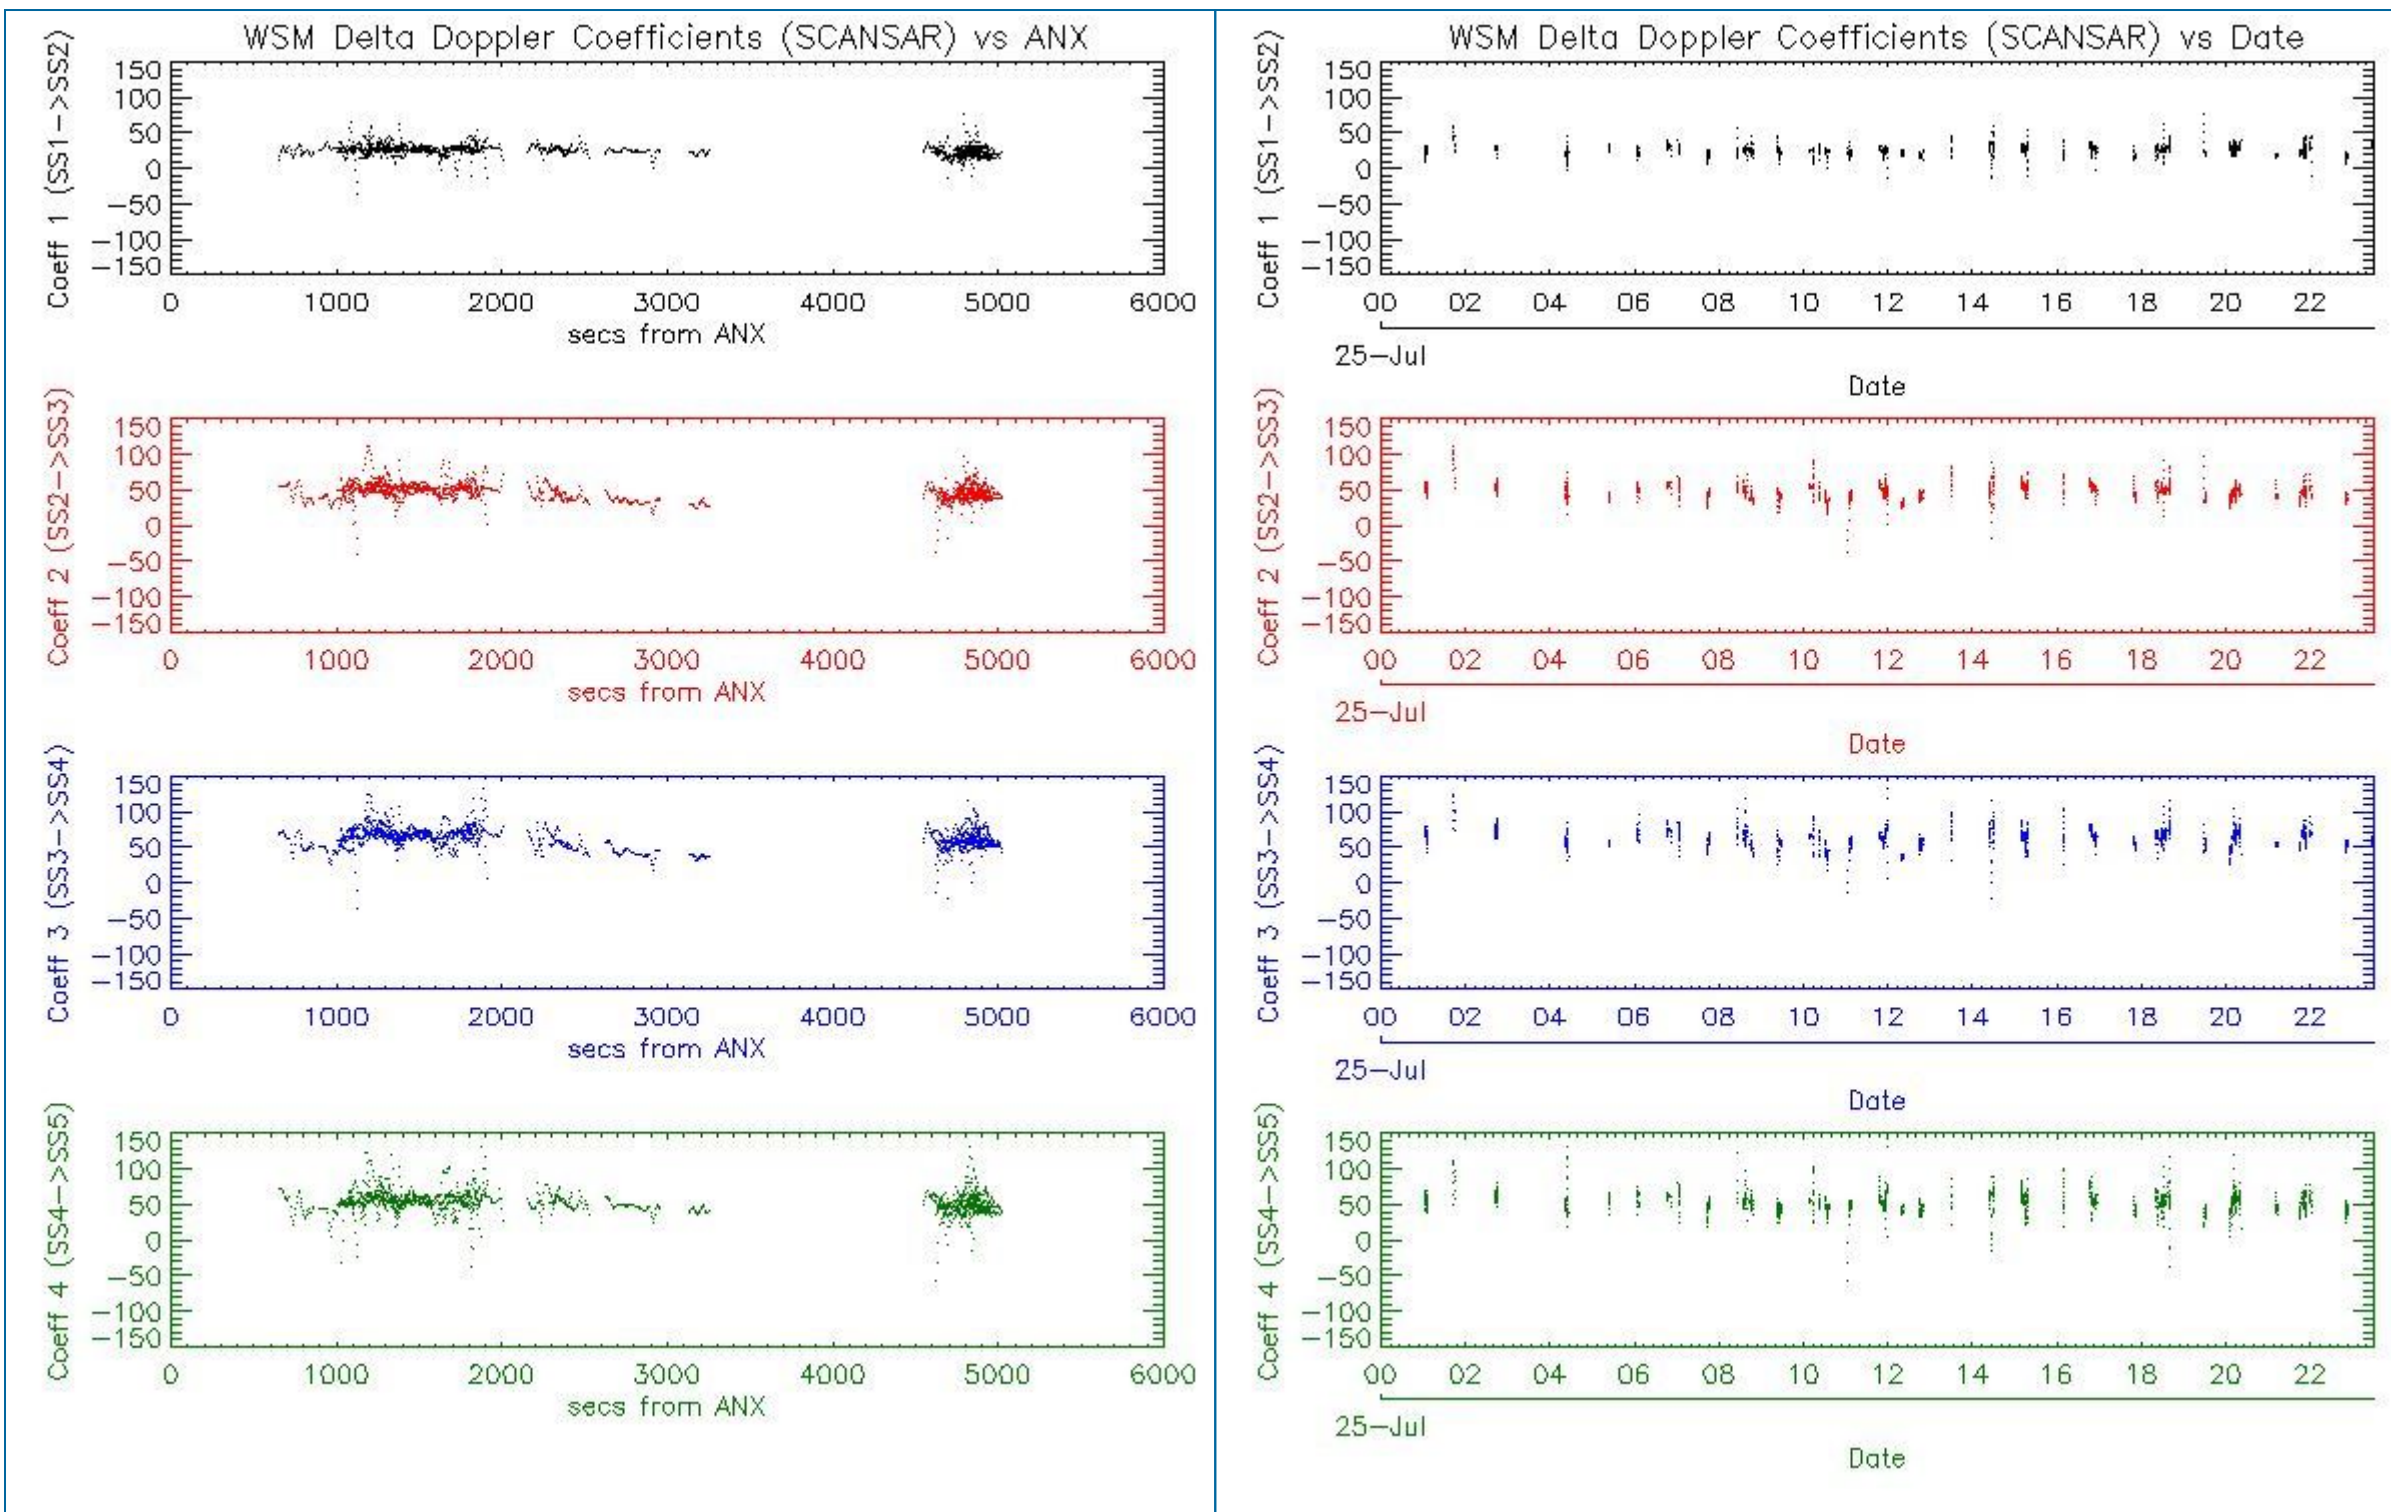 WSM Delta Doppler Coefficients (SCANSAR) vs ANX
Coeff 1 (SS1->SS2)
150
100
50
0
−50
−100
−150
0 1000 2000 3000 4000 5000 6000
secs from ANX
Coeff 2 (SS2->SS3)
150
100
50
0
−50
−100
−150
0 1000 2000 3000 4000 5000 6000
secs from ANX
Coeff 3 (SS3->SS4)
150
100
50
0
−50
−100
−150
0 1000 2000 3000 4000 5000 6000
secs from ANX
Coeff 4 (SS4->SS5)
150
100
50
0
−50
−100
−150
0 1000 2000 3000 4000 5000 6000
secs from ANX
WSM Delta Doppler Coefficients (SCANSAR) vs Date
Coeff 1 (SS1->SS2)
150
100
50
0
−50
−100
−150
00 02 04 06 08 10 12 14 16 18 20 22
25−Jul
Date
Coeff 2 (SS2->SS3)
150
100
50
0
−50
−100
−150
00 02 04 06 08 10 12 14 16 18 20 22
25−Jul
Date
Coeff 3 (SS3->SS4)
150
100
50
0
−50
−100
−150
00 02 04 06 08 10 12 14 16 18 20 22
25−Jul
Date
Coeff 4 (SS4->SS5)
150
100
50
0
−50
−100
−150
00 02 04 06 08 10 12 14 16 18 20 22
25−Jul
Date